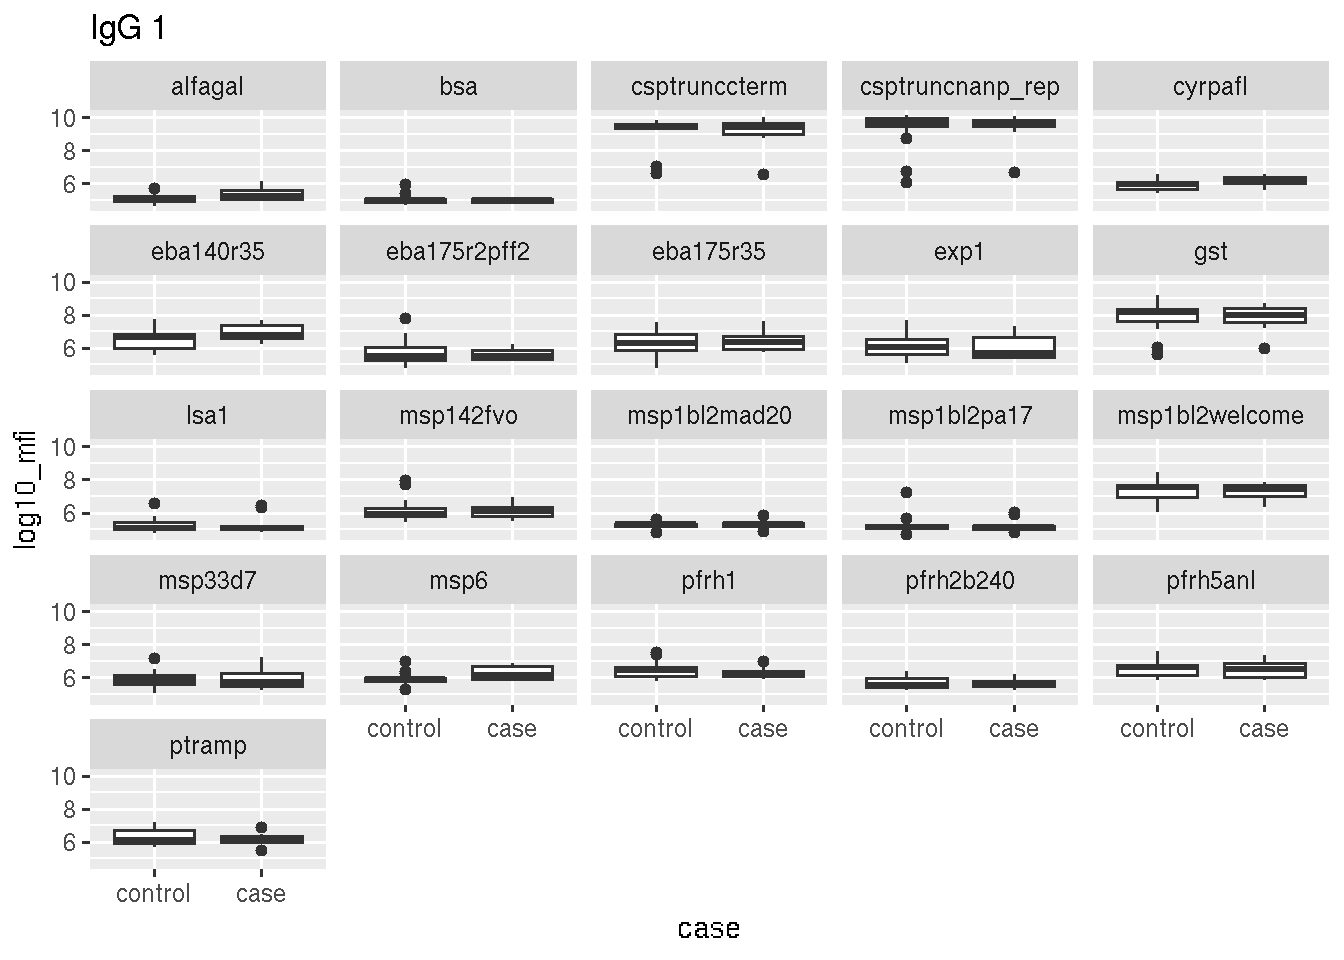 IgG 1
alfagal bsa csptrunccterm csptruncnanp_rep cyrpafl
10
8
6
eba140r35 eba175r2pff2 eba175r35 exp1 gst
10
8
6
lsa1 msp142fvo msp1bl2mad20 msp1bl2pa17 msp1bl2welcome
10
8
6
msp33d7 msp6 pfrh1 pfrh2b240 pfrh5anl
10
8
6
control case control case control case control case
ptramp
10
8
6
control case
log10_mfi
case